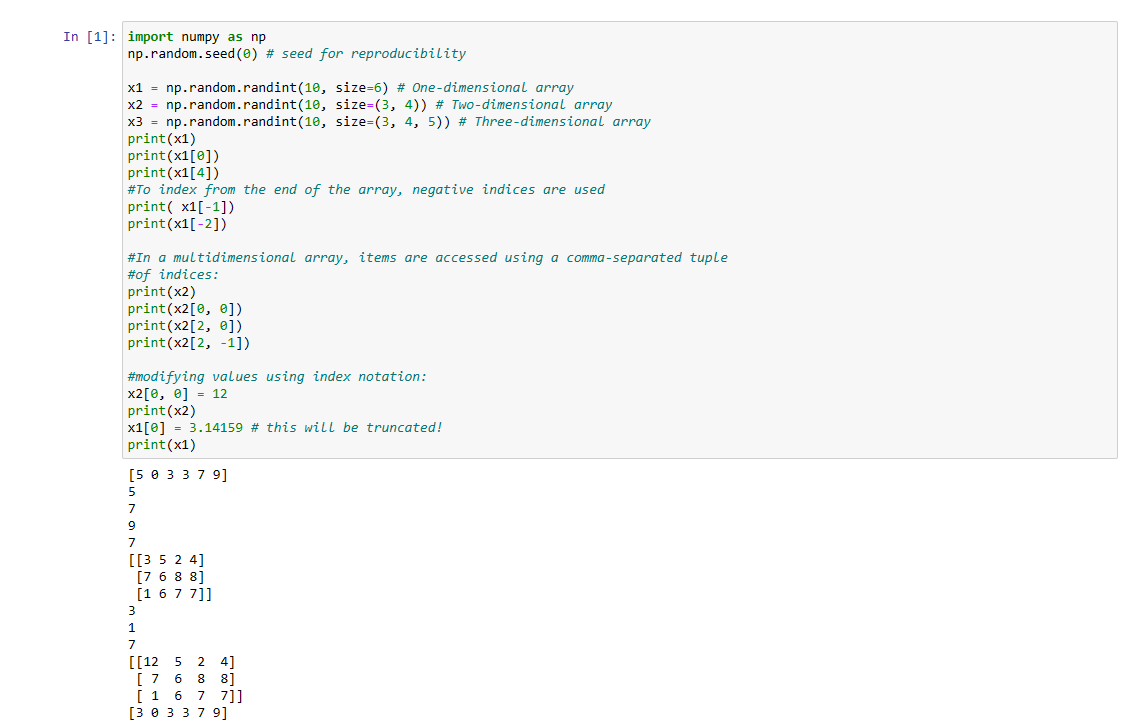 In [1]: import numpy as np
np.random.seed(0) # seed for reproducibility

x1 = np.random.randint(10, size=6) # One-dimensional array
x2 = np.random.randint(10, size=(3, 4)) # Two-dimensional array
x3 = np.random.randint(10, size=(3, 4, 5)) # Three-dimensional array
print(x1)
print(x1[0])
print(x1[4])
#To index from the end of the array, negative indices are used
print( x1[-1])
print(x1[-2])

#In a multidimensional array, items are accessed using a comma-separated tuple
#of indices:
print(x2)
print(x2[0, 0])
print(x2[2, 0])
print(x2[2, -1])

#modifying values using index notation:
x2[0, 0] = 12
print(x2)
x1[0] = 3.14159 # this will be truncated!
print(x1)
[5 0 3 3 7 9]
5
7
9
7
[[3 5 2 4]
 [7 6 8 8]
 [1 6 7 7]]
3
1
7
[[12  5  2  4]
 [ 7  6  8  8]
 [ 1  6  7  7]]
[3 0 3 3 7 9]